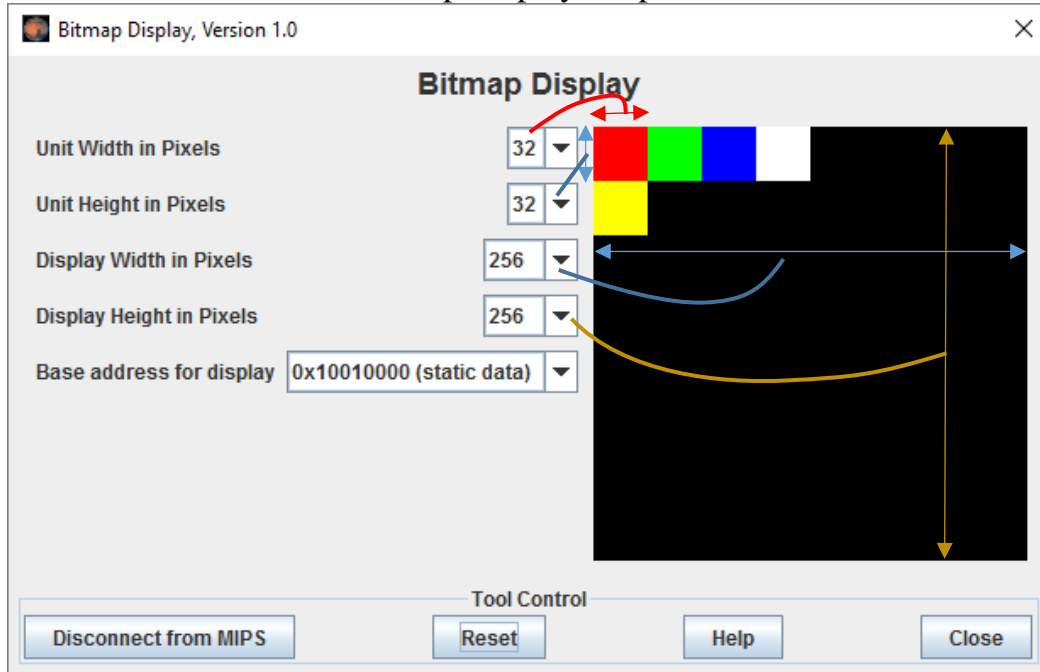 Bitmap Display, Version 1.0
Bitmap Display
Unit Width in Pixels 32
Unit Height in Pixels 32
Display Width in Pixels 256
Display Height in Pixels 256
Base address for display 0x10010000 (static data)
Tool Control
Disconnect from MIPS Reset Help Close